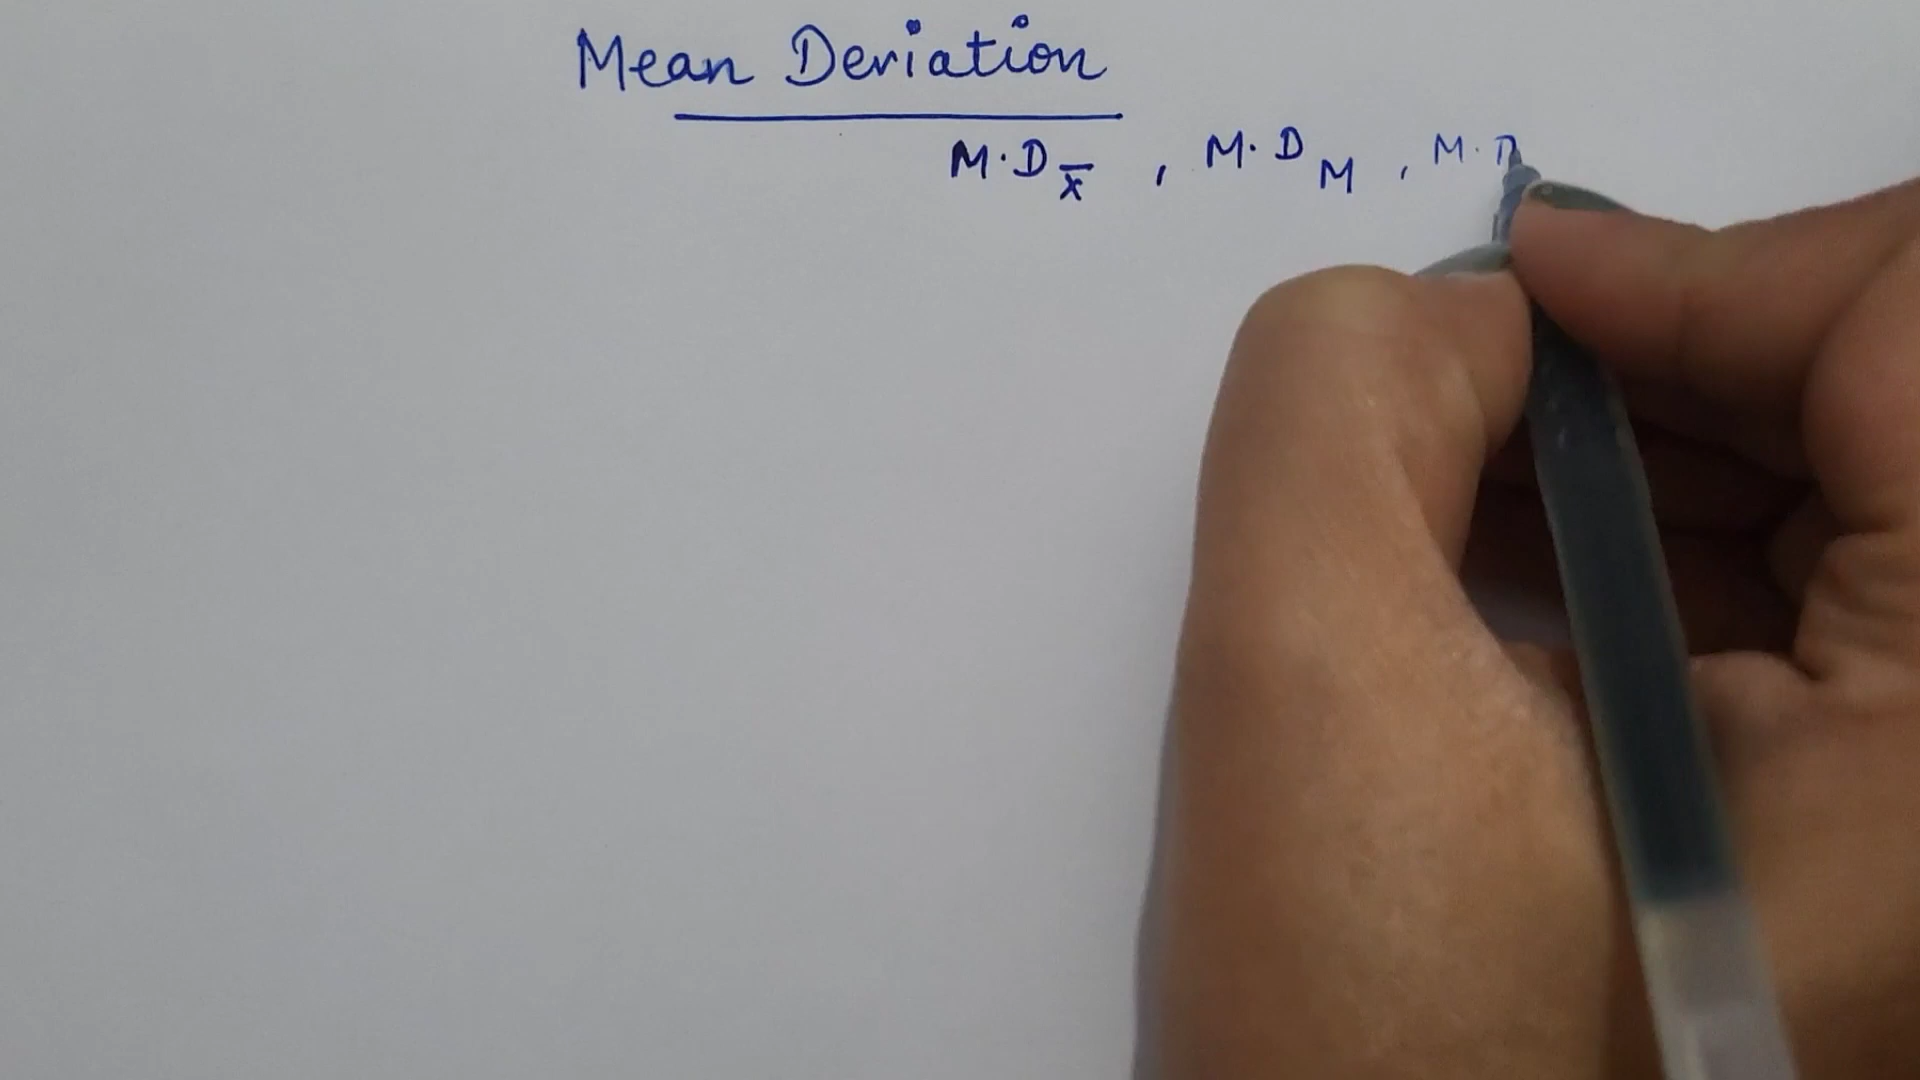 Mean Deviation
M.D x̄ , M.D M , M.D